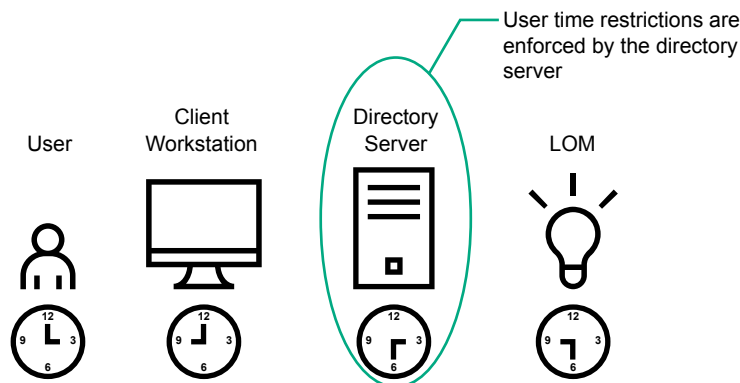 User time restrictions are
enforced by the directory
server
User
Client
Workstation
Directory
Server
LOM
12
9
3
6
12
9
3
6
12
9
3
6
12
9
3
6